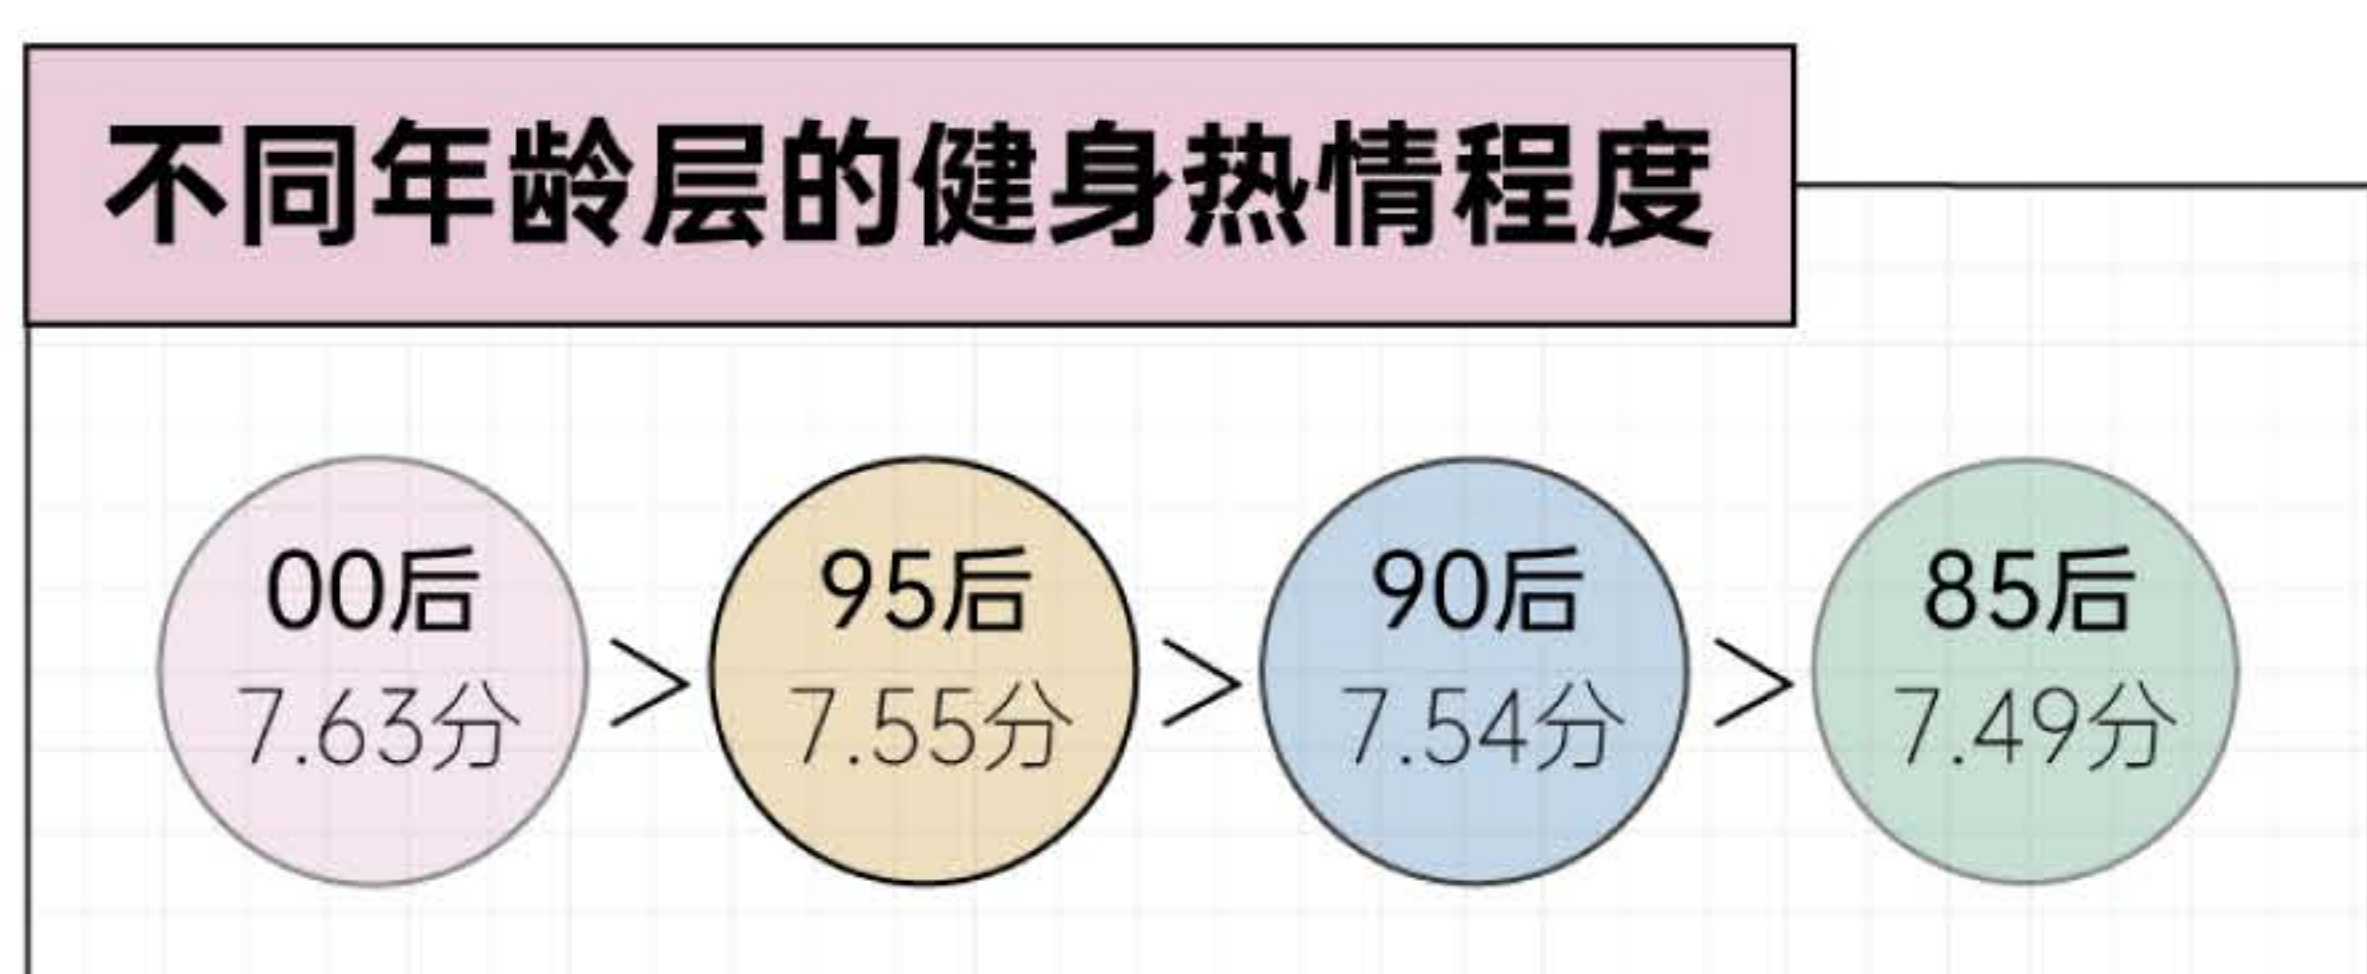 不同年龄层的健身热情程度
00后 > 95后 > 90后 > 85后
7.63分 7.55分 7.54分 7.49分